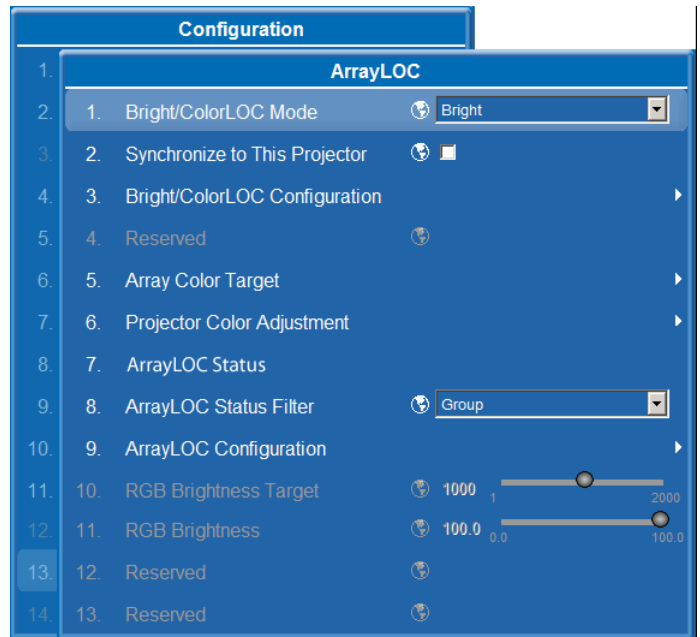 Configuration
ArrayLOC
1.
2. 1. Bright/ColorLOC Mode Bright
3. 2. Synchronize to This Projector
4. 3. Bright/ColorLOC Configuration
5. 4. Reserved
6. 5. Array Color Target
7. 6. Projector Color Adjustment
8. 7. ArrayLOC Status
9. 8. ArrayLOC Status Filter Group
10. 9. ArrayLOC Configuration
11. 10. RGB Brightness Target 1000 1 2000
12. 11. RGB Brightness 100.0 0.0 100.0
13. 12. Reserved
14. 13. Reserved